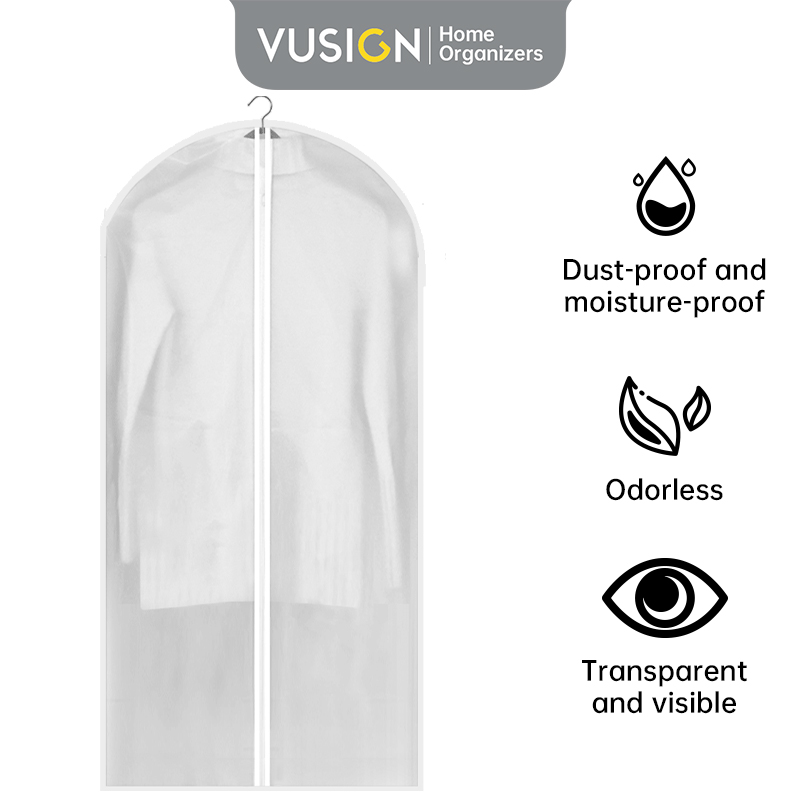 VUSIGN
Home
Organizers
Dust-proof and
moisture-proof
Odorless
Transparent
and visible